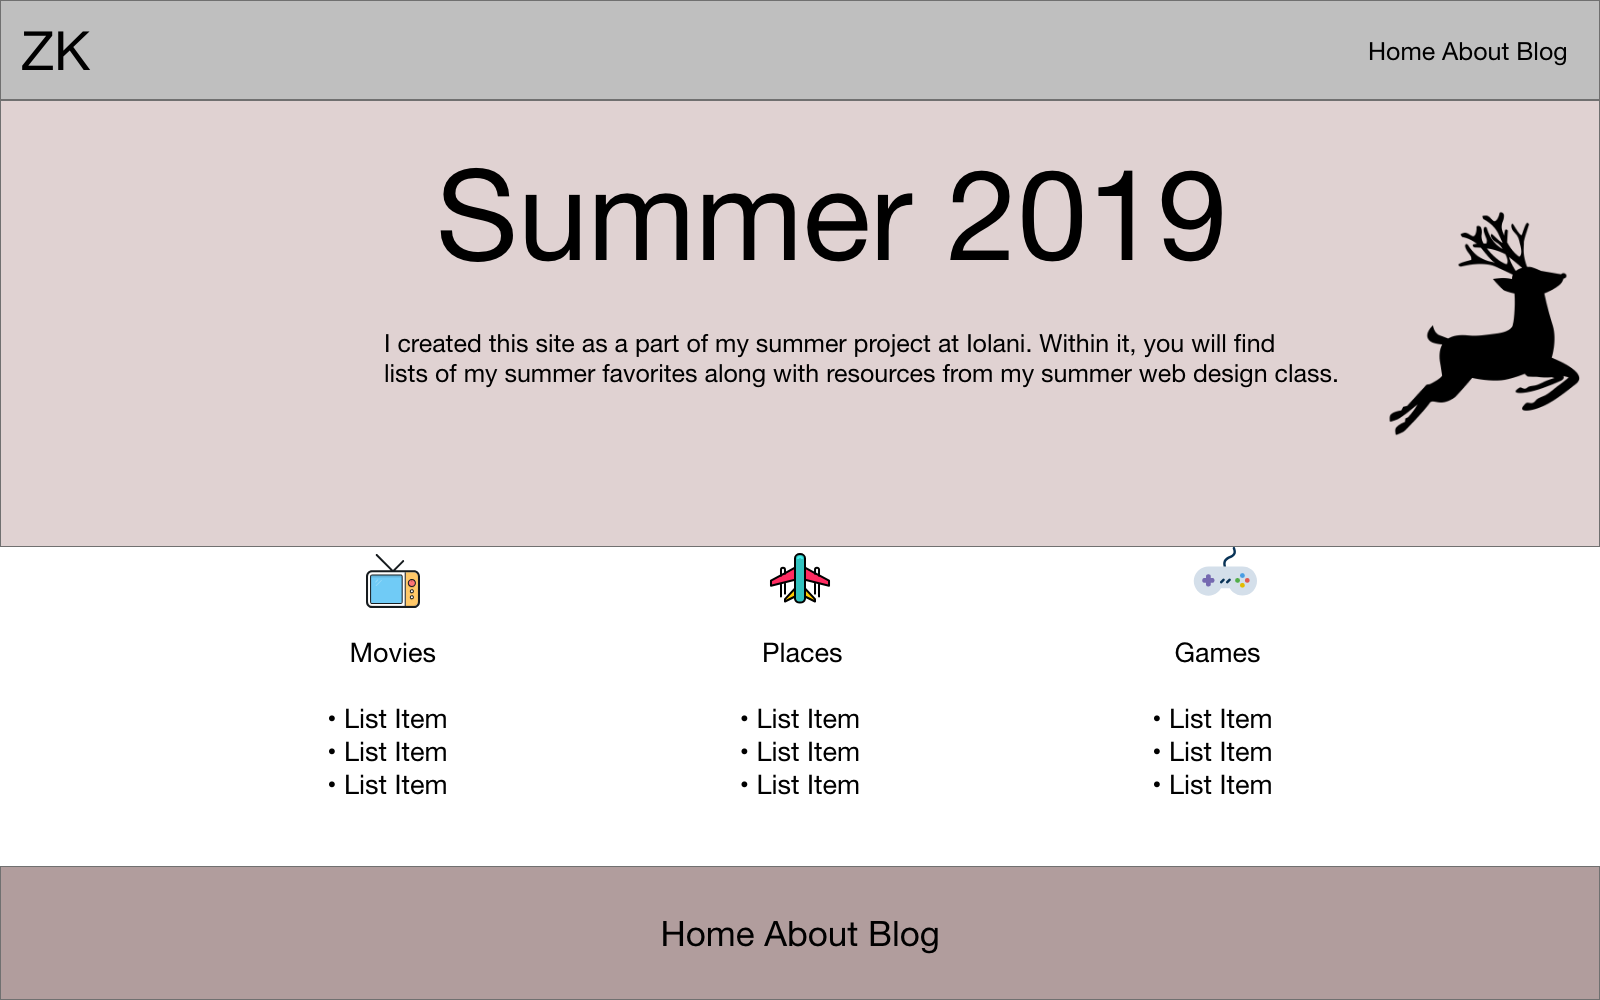 ZK
Home About Blog
Summer 2019
I created this site as a part of my summer project at Iolani. Within it, you will find
lists of my summer favorites along with resources from my summer web design class.
Movies
• List Item
• List Item
• List Item
Places
• List Item
• List Item
• List Item
Games
• List Item
• List Item
• List Item
Home About Blog